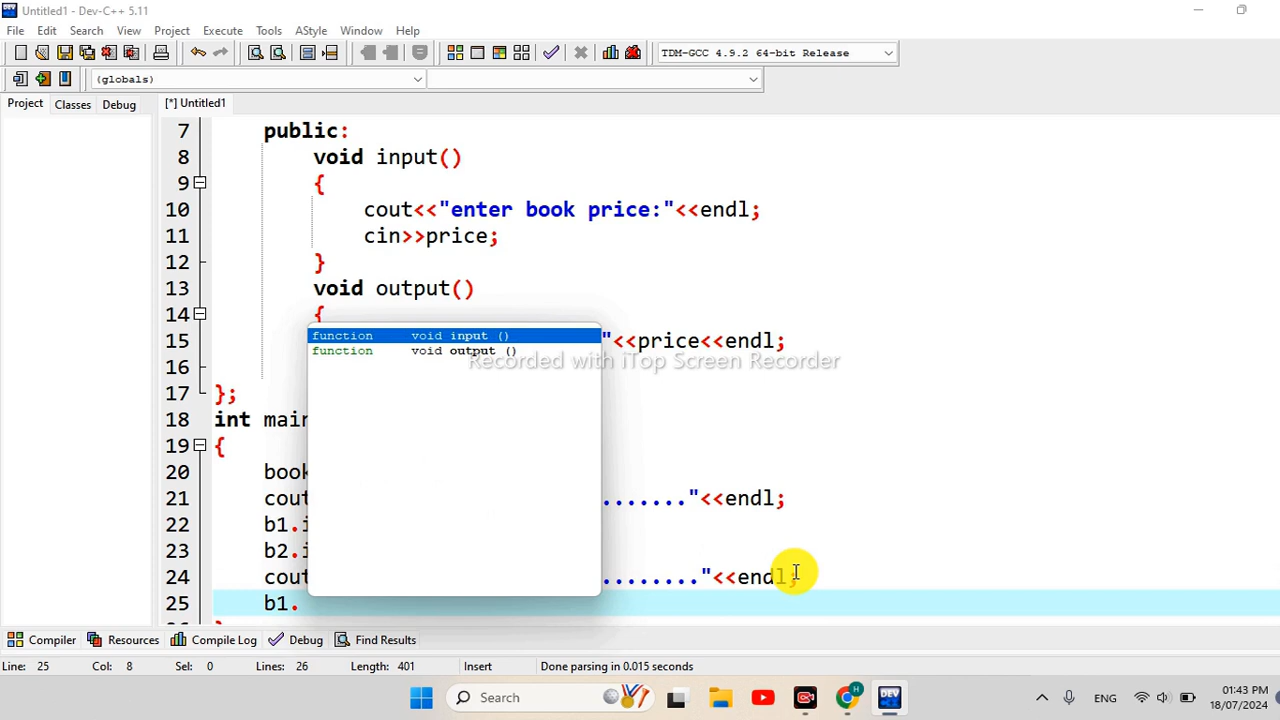 Untitled1 - Dev-C++ 5.11
File Edit Search View Project Execute Tools AStyle Window Help
TDM-GCC 4.9.2 64-bit Release
(globals)
Project Classes Debug [*] Untitled1
7 public:
8 void input()
9 {
10 cout<<"enter book price:"<<endl;
11 cin>>price;
12 }
13 void output()
14 {
function void input ()
15 "<<price<<endl;
function void output ()
Recorded with iTop Screen Recorder
16
17 };
18 int main
19 {
20 book
21 cout ......."<<endl;
22 b1.i
23 b2.i
24 cout ........"<<endl;
25 b1.
Compiler Resources Compile Log Debug Find Results
Line: 25 Col: 8 Sel: 0 Lines: 26 Length: 401 Insert Done parsing in 0.015 seconds
Search
DEV
ENG
01:43 PM
18/07/2024